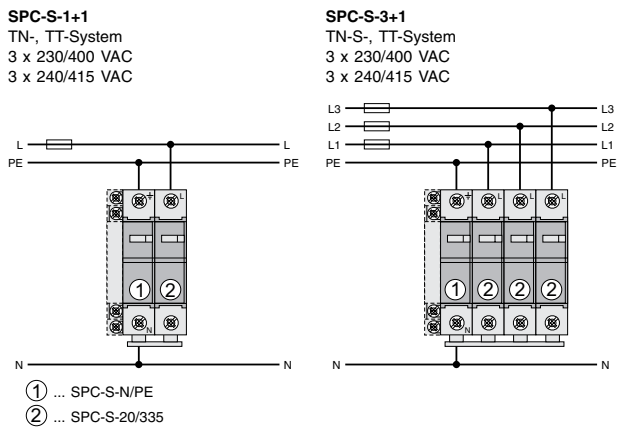 SPC-S-1+1
TN-, TT-System
3 x 230/400 VAC
3 x 240/415 VAC
L L
PE PE
L
1 2
N
N N
1 ... SPC-S-N/PE
2 ... SPC-S-20/335
SPC-S-3+1
TN-S-, TT-System
3 x 230/400 VAC
3 x 240/415 VAC
L3 L3
L2 L2
L1 L1
PE PE
L L L
1 2 2 2
N
N N